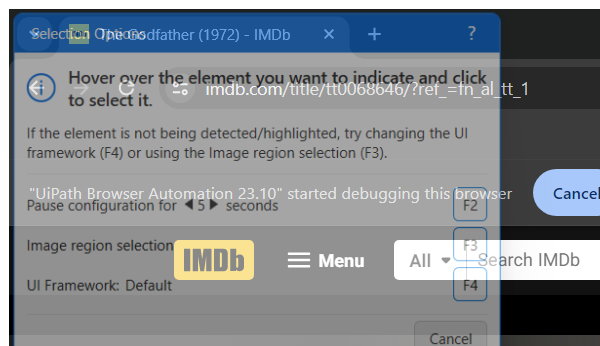 Selection Options
The Godfather (1972) - IMDb
?
Hover over the element you want to indicate and click
to select it.
imdb.com/title/tt0068646/?ref_=fn_al_tt_1
If the element is not being detected/highlighted, try changing the UI
framework (F4) or using the Image region selection (F3).
"UiPath Browser Automation 23.10" started debugging this browser
Cancel
Pause configuration for 5 seconds
F2
Image region selection
F3
IMDb
Menu
All
Search IMDb
UI Framework: Default
F4
Cancel